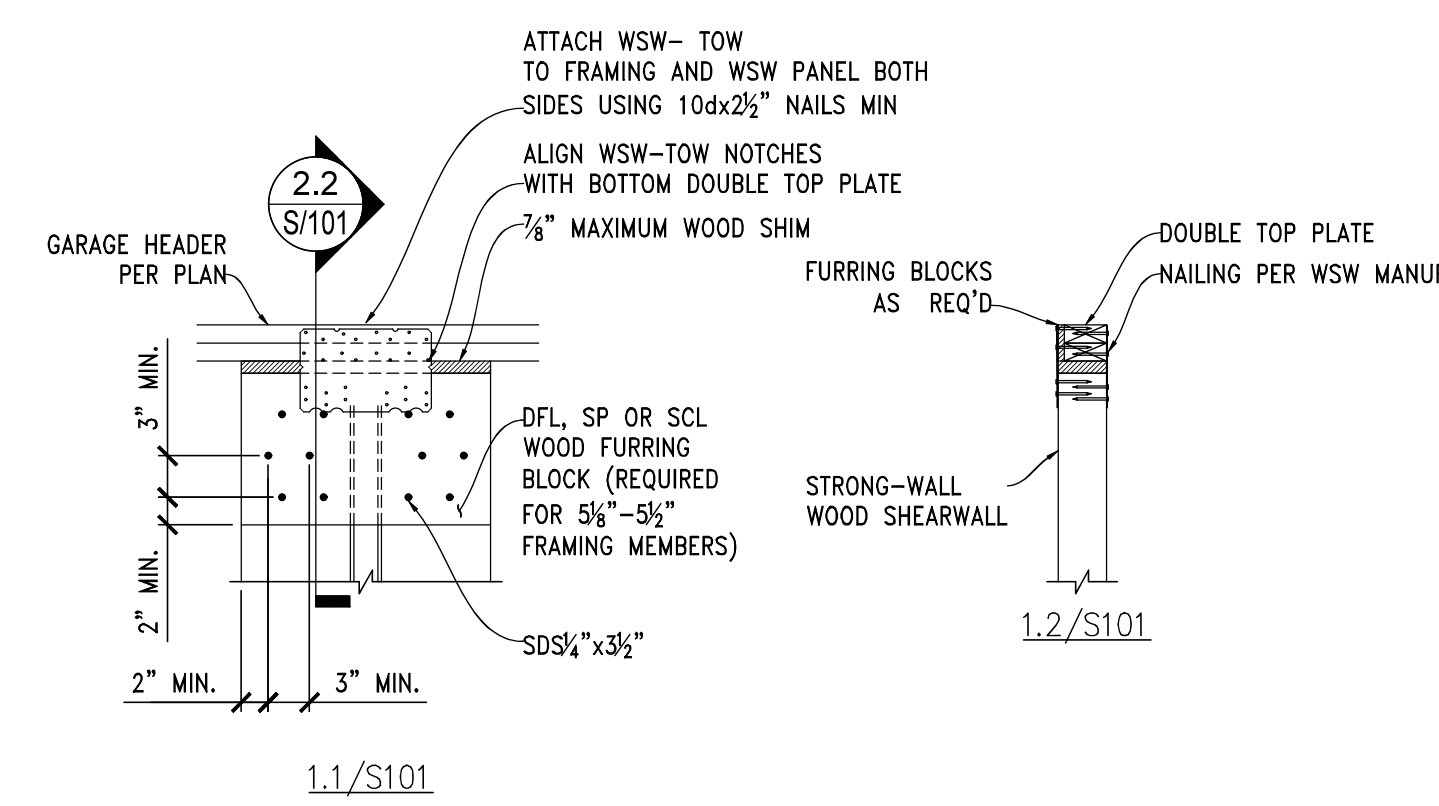 ATTACH WSW- TOW
TO FRAMING AND WSW PANEL BOTH
SIDES USING 10dx2½" NAILS MIN
ALIGN WSW-TOW NOTCHES
WITH BOTTOM DOUBLE TOP PLATE
⅞" MAXIMUM WOOD SHIM
2.2
S/101
GARAGE HEADER
PER PLAN
3" MIN.
2" MIN.
DFL, SP OR SCL
WOOD FURRING
BLOCK (REQUIRED
FOR 5⅛"-5½"
FRAMING MEMBERS)
SDS¼"x3½"
2" MIN.
3" MIN.
1.1/S101
DOUBLE TOP PLATE
FURRING BLOCKS
AS REQ'D
NAILING PER WSW MANUF
STRONG-WALL
WOOD SHEARWALL
1.2/S101